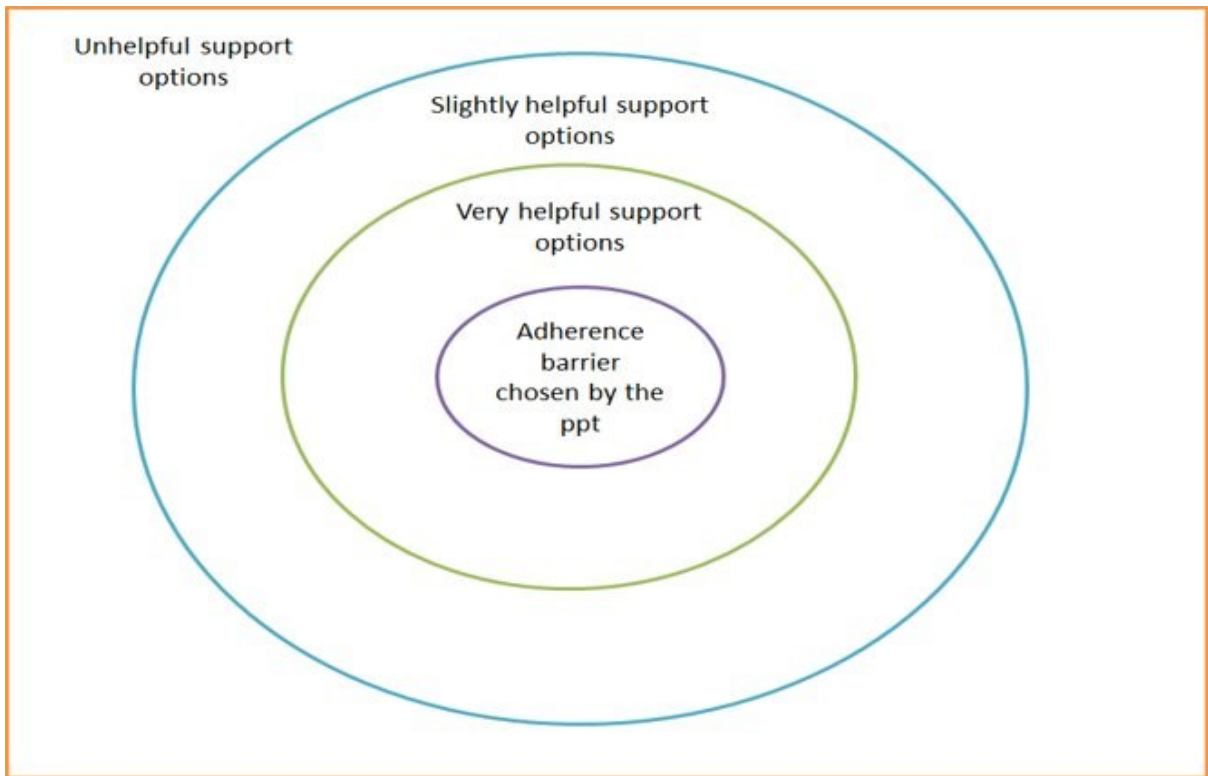 Unhelpful support
options
Slightly helpful support
options
Very helpful support
options
Adherence
barrier
chosen by the
ppt